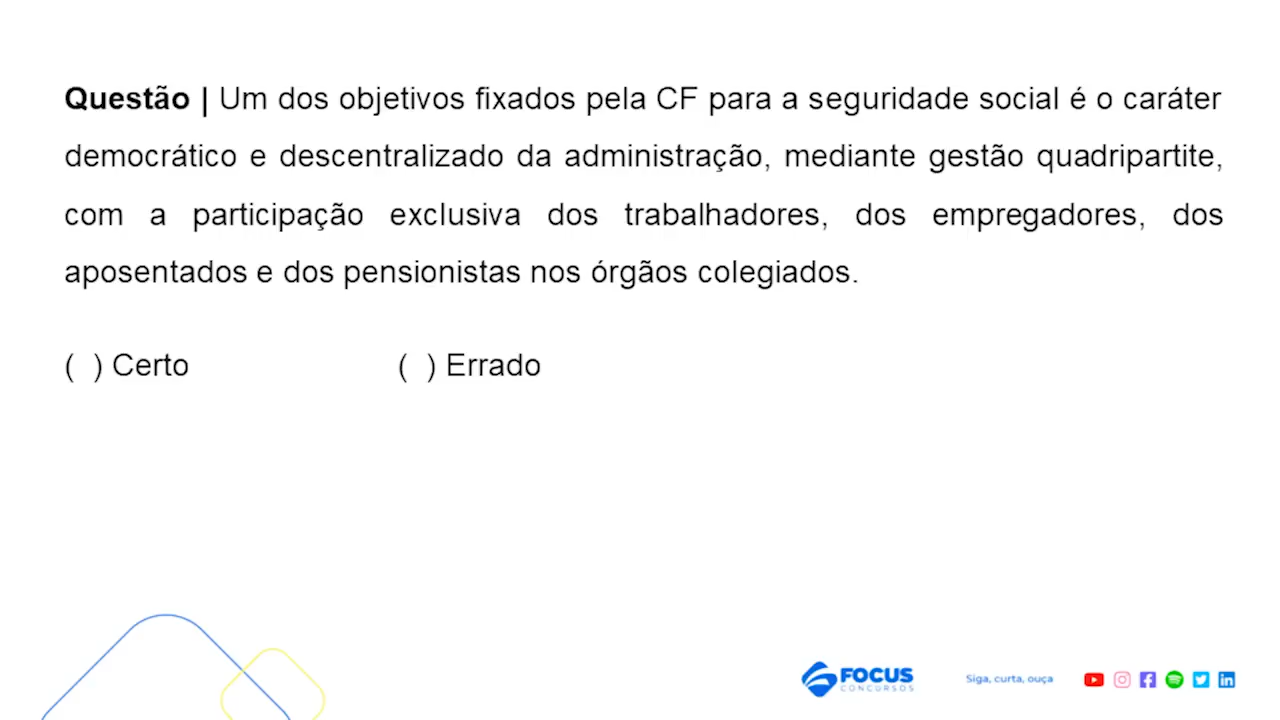 Questão | Um dos objetivos fixados pela CF para a seguridade social é o caráter
democrático e descentralizado da administração, mediante gestão quadripartite,
com a participação exclusiva dos trabalhadores, dos empregadores, dos
aposentados e dos pensionistas nos órgãos colegiados.
( ) Certo ( ) Errado
FOCUS
CONCURSOS
Siga, curta, ouça